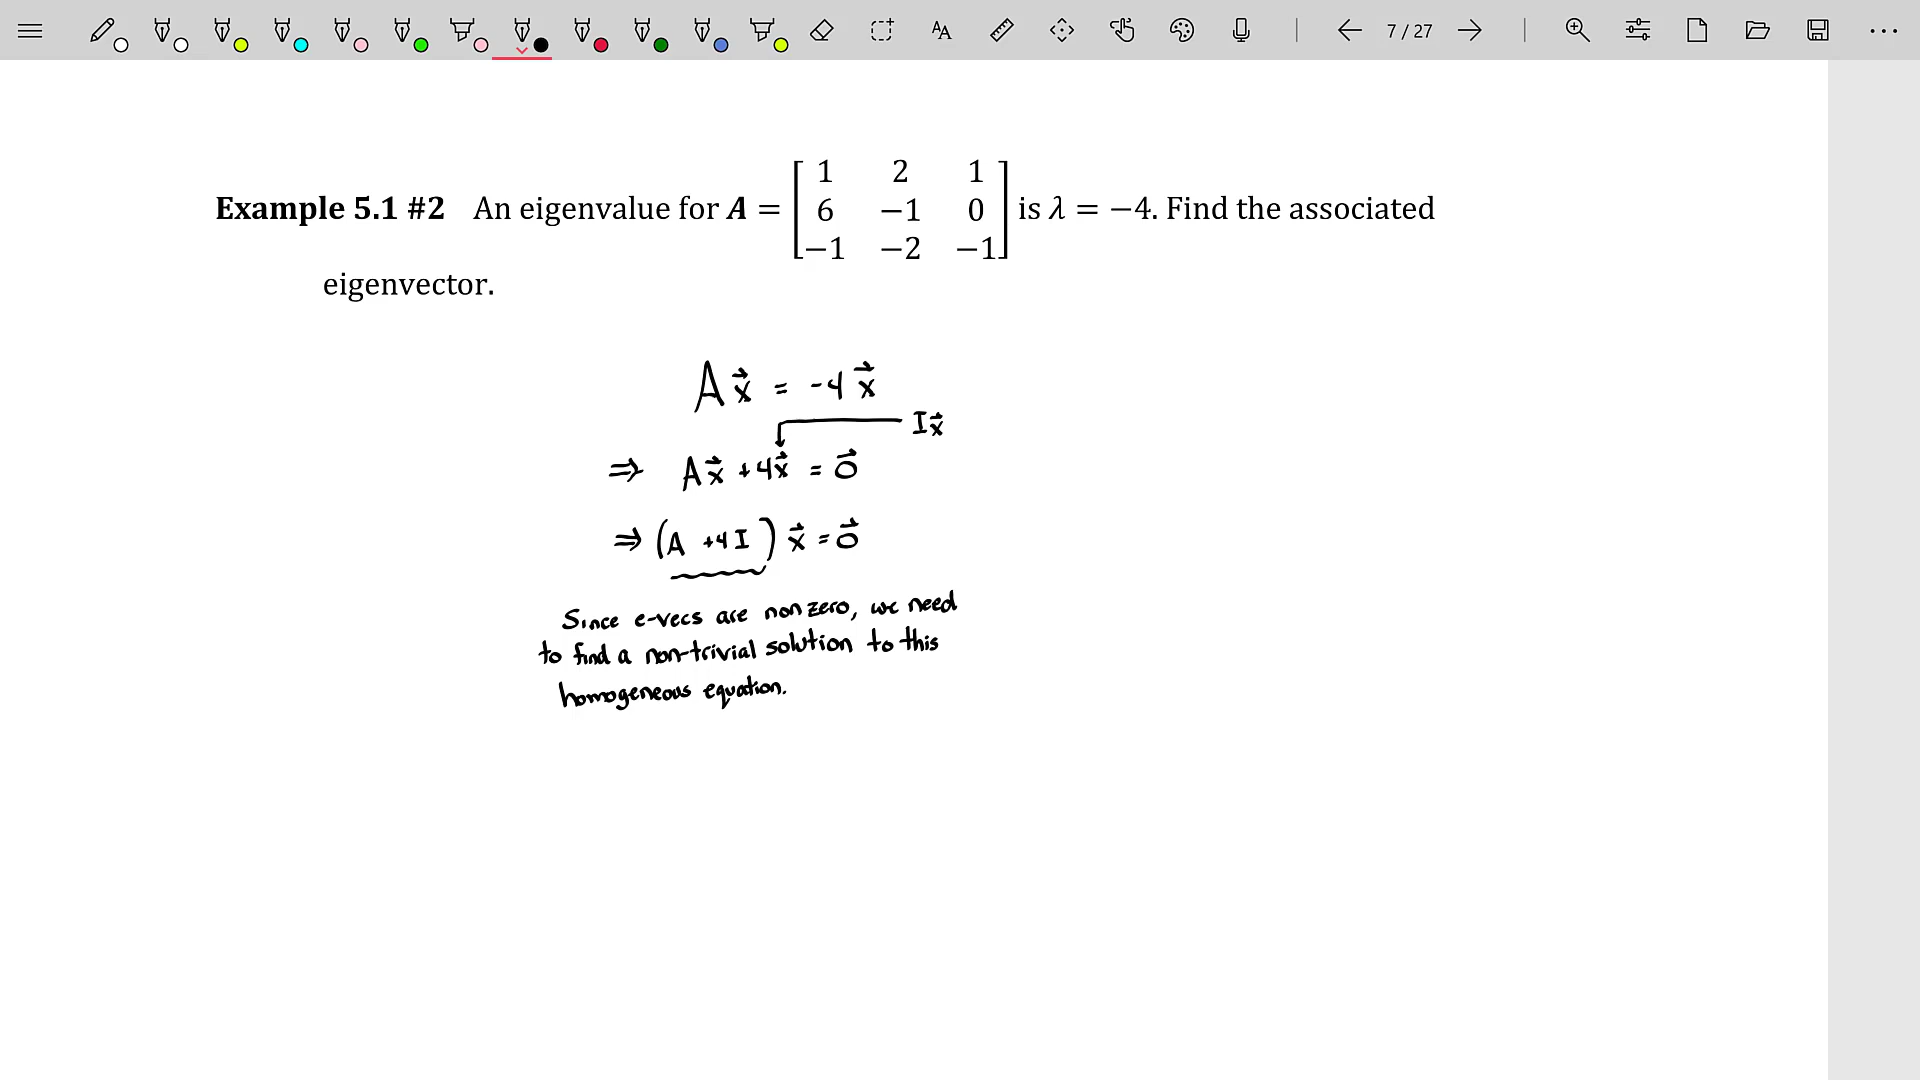 7 / 27
Example 5.1 #2 An eigenvalue for A = [1 2 1
6 −1 0
−1 −2 −1] is λ = −4. Find the associated
eigenvector.
Ax⃗ = -4x⃗
Ix⃗
⇒ Ax⃗ + 4x⃗ = 0⃗
⇒ (A + 4I) x⃗ = 0⃗
Since e-vecs are nonzero, we need
to find a non-trivial solution to this
homogeneous equation.